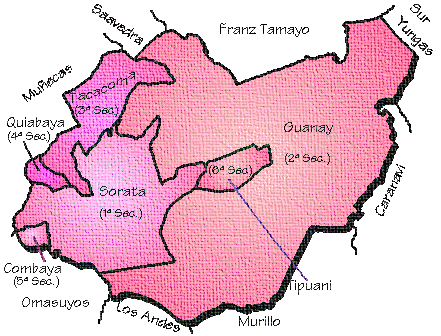 Saavedra
Franz Tamayo
Sur
Yungas
Muñecas
Tacacoma
(3ª Sec.)
Quiabaya
(4ª Sec.)
Guanay
(2ª Sec.)
(6ª Sec)
Sorata
(1ª Sec.)
Caranavi
Combaya
(5ª Sec.)
Tipuani
Omasuyos
Los Andes
Murillo